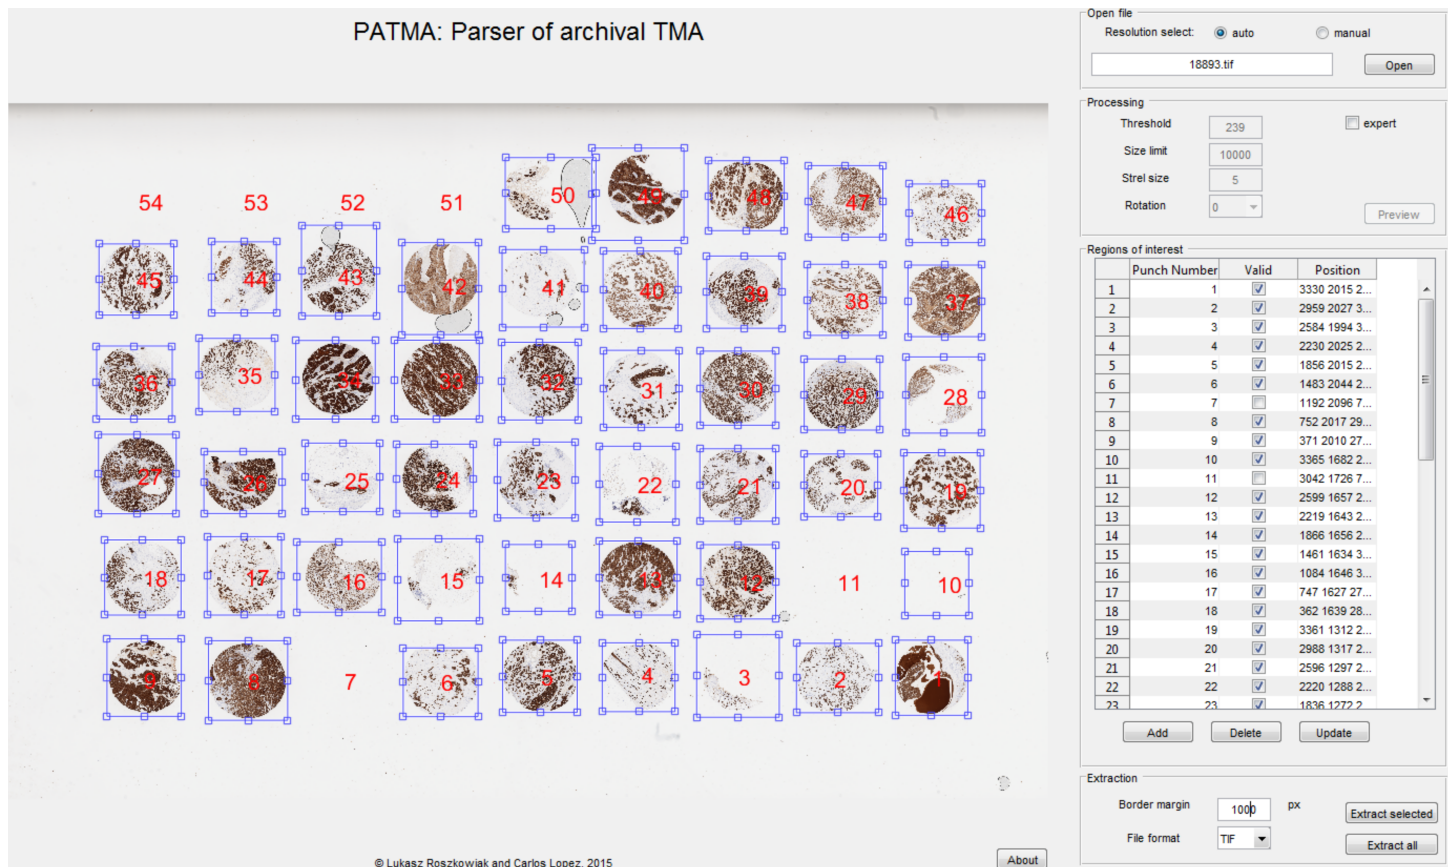 PATMA: Parser of archival TMA
54 53 52 51 50 49 48 47 46
45 44 43 42 41 40 39 38 37
36 35 34 33 32 31 30 29 28
27 26 25 24 23 22 21 20 19
18 17 16 15 14 13 12 11 10
9 8 7 6 5 4 3 2 1
© Lukasz Roszkowiak and Carlos Lopez, 2015
About
Open file
Resolution select: auto manual
18893.tif Open
Processing
Threshold 239 expert
Size limit 10000
Strel size 5
Rotation 0 Preview
Regions of interest
Punch Number Valid Position
1 1 3330 2015 2...
2 2 2959 2027 3...
3 3 2584 1994 3...
4 4 2230 2025 2...
5 5 1856 2015 2...
6 6 1483 2044 2...
7 7 1192 2096 7...
8 8 752 2017 29...
9 9 371 2010 27...
10 10 3365 1682 2...
11 11 3042 1726 7...
12 12 2599 1657 2...
13 13 2219 1643 2...
14 14 1866 1656 2...
15 15 1461 1634 3...
16 16 1084 1646 3...
17 17 747 1627 27...
18 18 362 1639 28...
19 19 3361 1312 2...
20 20 2988 1317 2...
21 21 2596 1297 2...
22 22 2220 1288 2...
23 23 1836 1272 2
Add Delete Update
Extraction
Border margin 1000 px Extract selected
File format TIF Extract all